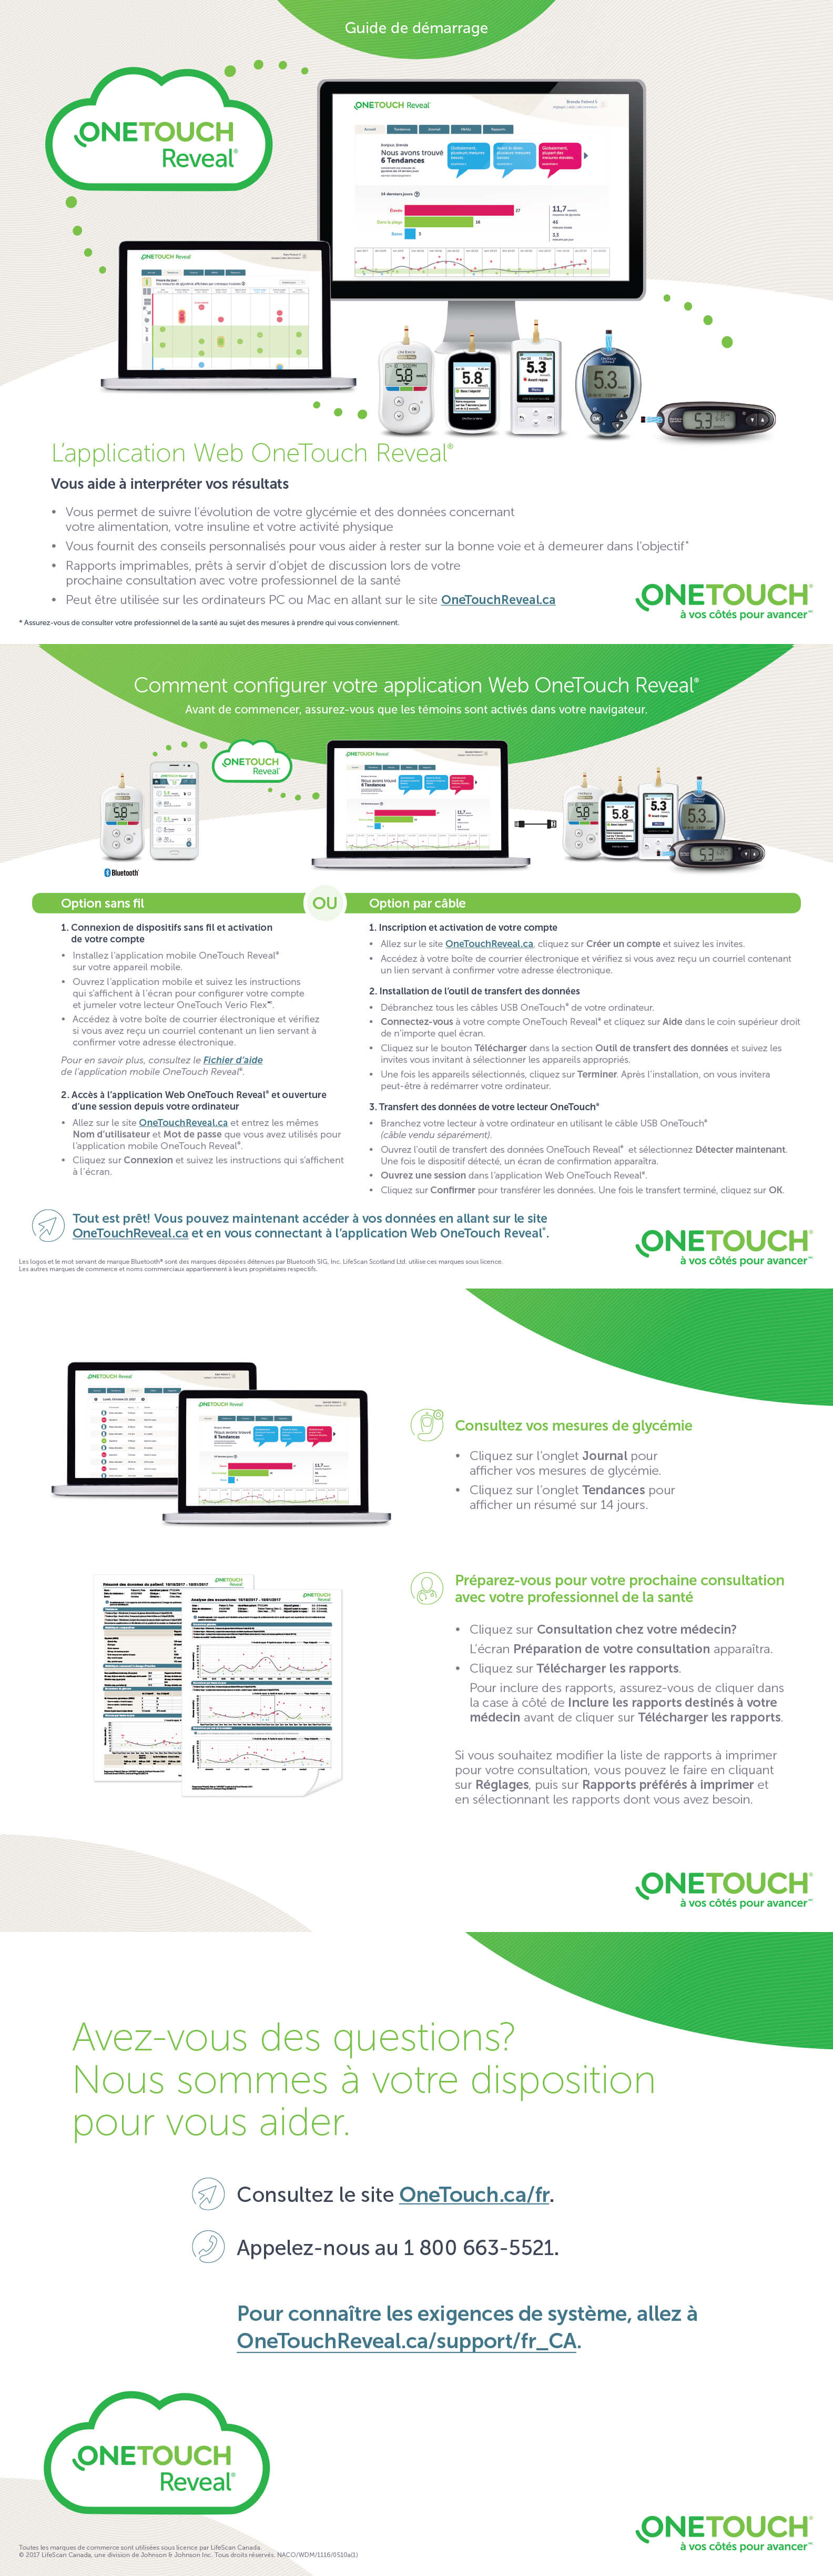 Guide de démarrage
ONETOUCH
Reveal®
L'application Web OneTouch Reveal®
Vous aide à interpréter vos résultats
• Vous permet de suivre l'évolution de votre glycémie et des données concernant
votre alimentation, votre insuline et votre activité physique
• Vous fournit des conseils personnalisés pour vous aider à rester sur la bonne voie et à demeurer dans l'objectif*
• Rapports imprimables, prêts à servir d'objet de discussion lors de votre
prochaine consultation avec votre professionnel de la santé
• Peut être utilisée sur les ordinateurs PC ou Mac en allant sur le site OneTouchReveal.ca
* Assurez-vous de consulter votre professionnel de la santé au sujet des mesures à prendre qui vous conviennent.
ONETOUCH®
à vos côtés pour avancer
Comment configurer votre application Web OneTouch Reveal®
Avant de commencer, assurez-vous que les témoins sont activés dans votre navigateur.
ONETOUCH
Reveal
Bluetooth
Option sans fil
OU
Option par câble
1. Connexion de dispositifs sans fil et activation
de votre compte
• Installez l'application mobile OneTouch Reveal®
sur votre appareil mobile.
• Ouvrez l'application mobile et suivez les instructions
qui s'affichent à l'écran pour configurer votre compte
et jumeler votre lecteur OneTouch Verio Flex
• Accédez à votre boîte de courrier électronique et vérifiez
si vous avez reçu un courriel contenant un lien servant à
confirmer votre adresse électronique.
Pour en savoir plus, consultez le Fichier d'aide
de l'application mobile OneTouch Reveal®.
2. Accès à l'application Web OneTouch Reveal® et ouverture
d'une session depuis votre ordinateur
• Allez sur le site OneTouchReveal.ca et entrez les mêmes
Nom d'utilisateur et Mot de passe que vous avez utilisés pour
l'application mobile OneTouch Reveal®.
• Cliquez sur Connexion et suivez les instructions qui s'affichent
à l'écran.
1. Inscription et activation de votre compte
• Allez sur le site OneTouchReveal.ca, cliquez sur Créer un compte et suivez les invites.
• Accédez à votre boîte de courrier électronique et vérifiez si vous avez reçu un courriel contenant
un lien servant à confirmer votre adresse électronique.
2. Installation de l'outil de transfert des données
• Débranchez tous les câbles USB OneTouch® de votre ordinateur.
• Connectez-vous à votre compte OneTouch Reveal® et cliquez sur Aide dans le coin supérieur droit
de n'importe quel écran.
• Cliquez sur le bouton Télécharger dans la section Outil de transfert des données et suivez les
invites vous invitant à sélectionner les appareils appropriés.
• Une fois les appareils sélectionnés, cliquez sur Terminer. Après l'installation, on vous invitera
peut-être à redémarrer votre ordinateur.
3. Transfert des données de votre lecteur OneTouch®
• Branchez votre lecteur à votre ordinateur en utilisant le câble USB OneTouch®
(câble vendu séparément).
• Ouvrez l'outil de transfert des données OneTouch Reveal® et sélectionnez Détecter maintenant.
Une fois le dispositif détecté, un écran de confirmation apparaîtra.
• Ouvrez une session dans l'application Web OneTouch Reveal®.
• Cliquez sur Confirmer pour transférer les données. Une fois le transfert terminé, cliquez sur OK.
Tout est prêt! Vous pouvez maintenant accéder à vos données en allant sur le site
OneTouchReveal.ca et en vous connectant à l'application Web OneTouch Reveal®.
Les logos et le mot servant de marque Bluetooth® sont des marques déposées détenues par Bluetooth SIG, Inc. LifeScan Scotland Ltd. utilise ces marques sous licence.
Les autres marques de commerce et noms commerciaux appartiennent à leurs propriétaires respectifs.
ONETOUCH®
à vos côtés pour avancer
Consultez vos mesures de glycémie
• Cliquez sur l'onglet Journal pour
afficher vos mesures de glycémie.
• Cliquez sur l'onglet Tendances pour
afficher un résumé sur 14 jours.
Préparez-vous pour votre prochaine consultation
avec votre professionnel de la santé
• Cliquez sur Consultation chez votre médecin?
L'écran Préparation de votre consultation apparaîtra.
• Cliquez sur Télécharger les rapports.
Pour inclure des rapports, assurez-vous de cliquer dans
la case à côté de Inclure les rapports destinés à votre
médecin avant de cliquer sur Télécharger les rapports.
Si vous souhaitez modifier la liste de rapports à imprimer
pour votre consultation, vous pouvez le faire en cliquant
sur Réglages, puis sur Rapports préférés à imprimer et
en sélectionnant les rapports dont vous avez besoin.
ONETOUCH®
à vos côtés pour avancer
Avez-vous des questions?
Nous sommes à votre disposition
pour vous aider.
Consultez le site OneTouch.ca/fr.
Appelez-nous au 1 800 663-5521.
Pour connaître les exigences de système, allez à
OneTouchReveal.ca/support/fr_CA.
ONETOUCH
Reveal®
Toutes les marques de commerce sont utilisées sous licence par LifeScan Canada.
© 2017 LifeScan Canada, une division de Johnson & Johnson Inc. Tous droits réservés. NACO/WDM/1116/0510a(1)
ONETOUCH®
à vos côtés pour avancer